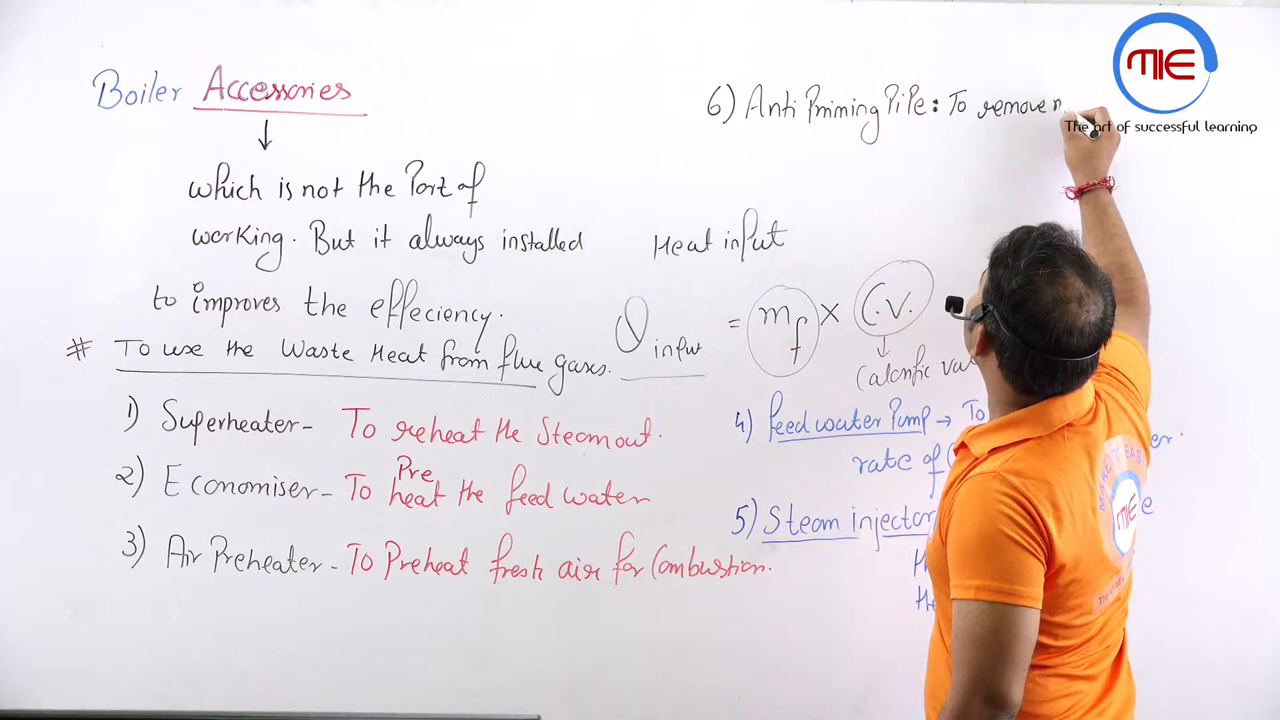 Boiler Accessories
which is not the Part of
working. But it always installed
to improves the effeciency.
# To use the Waste Heat from flue gases.
1) Superheater- To reheat the Steam out.
2) Economiser- To Pre heat the feed water
3) Air Preheater- To Preheat fresh air for Combustion.
6) Anti Priming PiPe: To remove
Heat input
Q input = mf x C.V.
(Calorific
4) feed water Pump → To
rate of
5) Steam injector
MIE
The art of successful learning
MIE